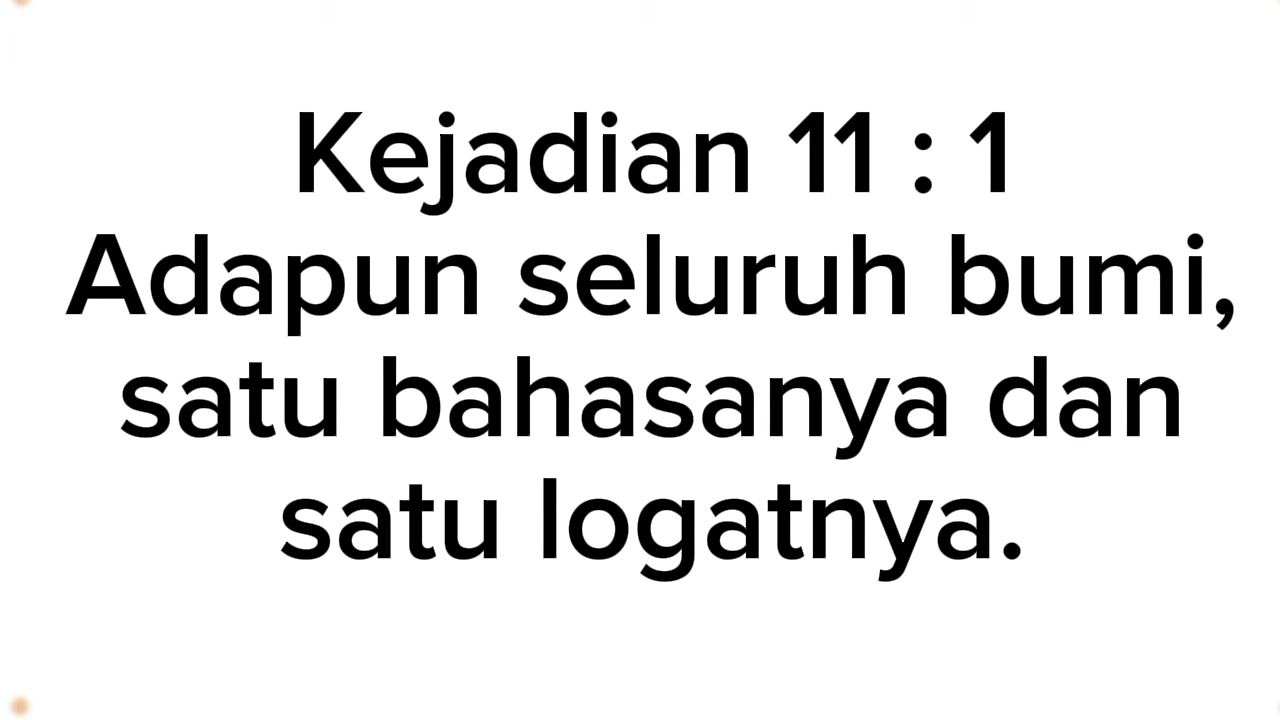 Kejadian 11 : 1
Adapun seluruh bumi,
satu bahasanya dan
satu logatnya.